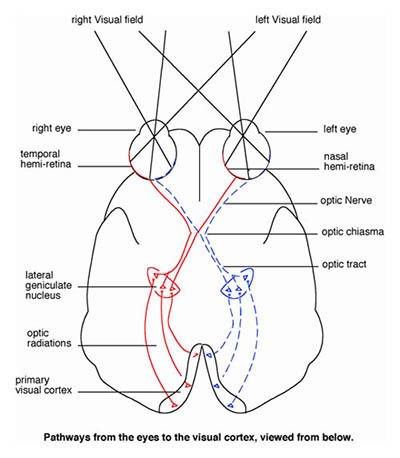 right Visual field
left Visual field
right eye
left eye
temporal
hemi-retina
nasal
hemi-retina
optic Nerve
optic chiasma
optic tract
lateral
geniculate
nucleus
optic
radiations
primary
visual cortex
Pathways from the eyes to the visual cortex, viewed from below.